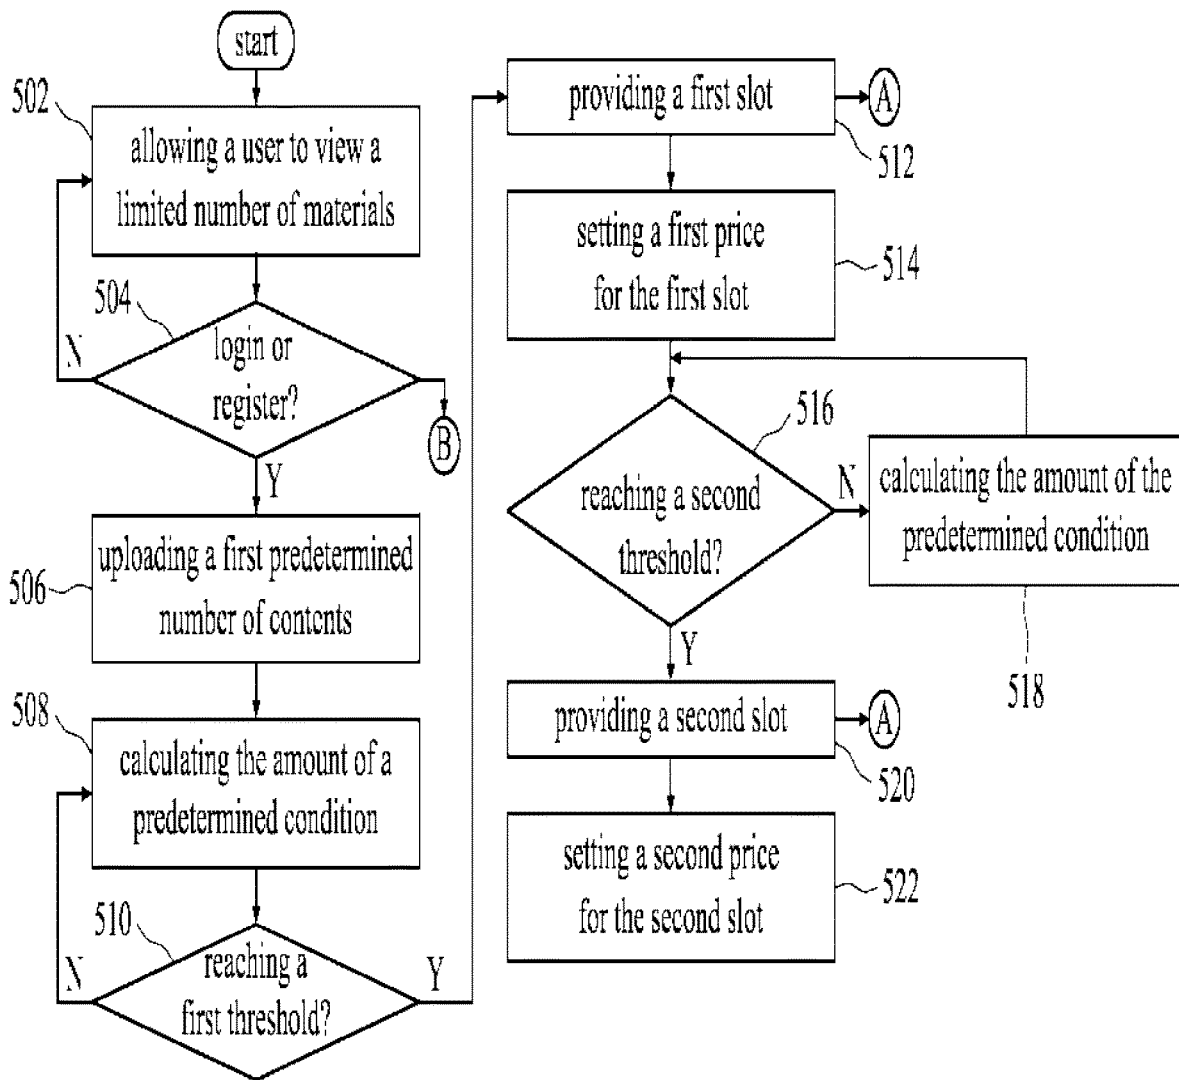 start
502
allowing a user to view a
limited number of materials
504
N
login or
register?
B
Y
506
uploading a first predetermined
number of contents
508
calculating the amount of a
predetermined condition
510
N
reaching a
first threshold?
Y
providing a first slot
A
512
setting a first price
for the first slot
514
516
reaching a second
threshold?
N
calculating the amount of the
predetermined condition
518
Y
providing a second slot
A
520
setting a second price
for the second slot
522